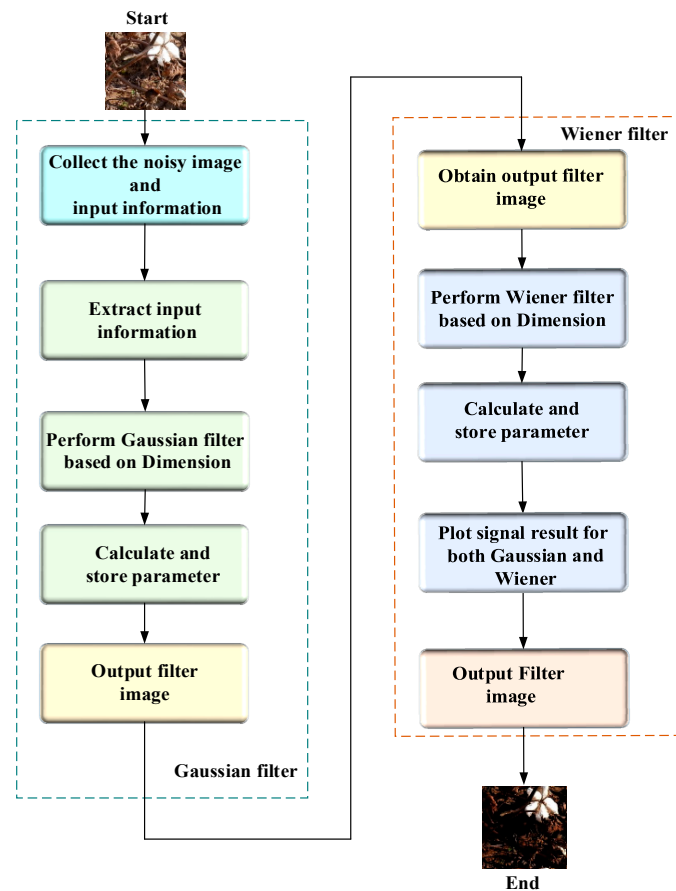 Start
Collect the noisy image
and
input information
Extract input
information
Perform Gaussian filter
based on Dimension
Calculate and
store parameter
Output filter
image
Gaussian filter
Wiener filter
Obtain output filter
image
Perform Wiener filter
based on Dimension
Calculate and
store parameter
Plot signal result for
both Gaussian and
Wiener
Output Filter
image
End